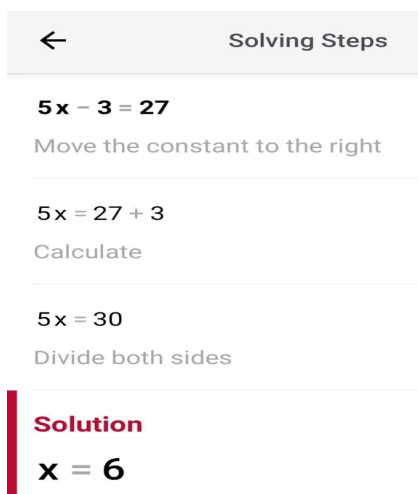 Solving Steps
5x − 3 = 27
Move the constant to the right
5x = 27 + 3
Calculate
5x = 30
Divide both sides
Solution
x = 6